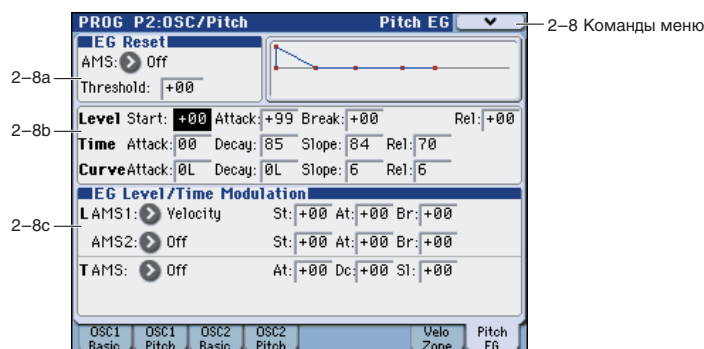 PROG P2:OSC/Pitch Pitch EG
2–8 Команды меню
EG Reset
AMS: Off
2–8a
Threshold: +00
Level Start: +00 Attack: +99 Break: +00 Rel: +00
2–8b
Time Attack: 00 Decay: 85 Slope: 84 Rel: 70
Curve Attack: 0L Decay: 0L Slope: 6 Rel: 6
EG Level/Time Modulation
L AMS1: Velocity St: +00 At: +00 Br: +00
2–8c
AMS2: Off St: +00 At: +00 Br: +00
T AMS: Off At: +00 Dc: +00 Sl: +00
OSC1 Basic OSC1 Pitch OSC2 Basic OSC2 Pitch Velo Zone Pitch EG